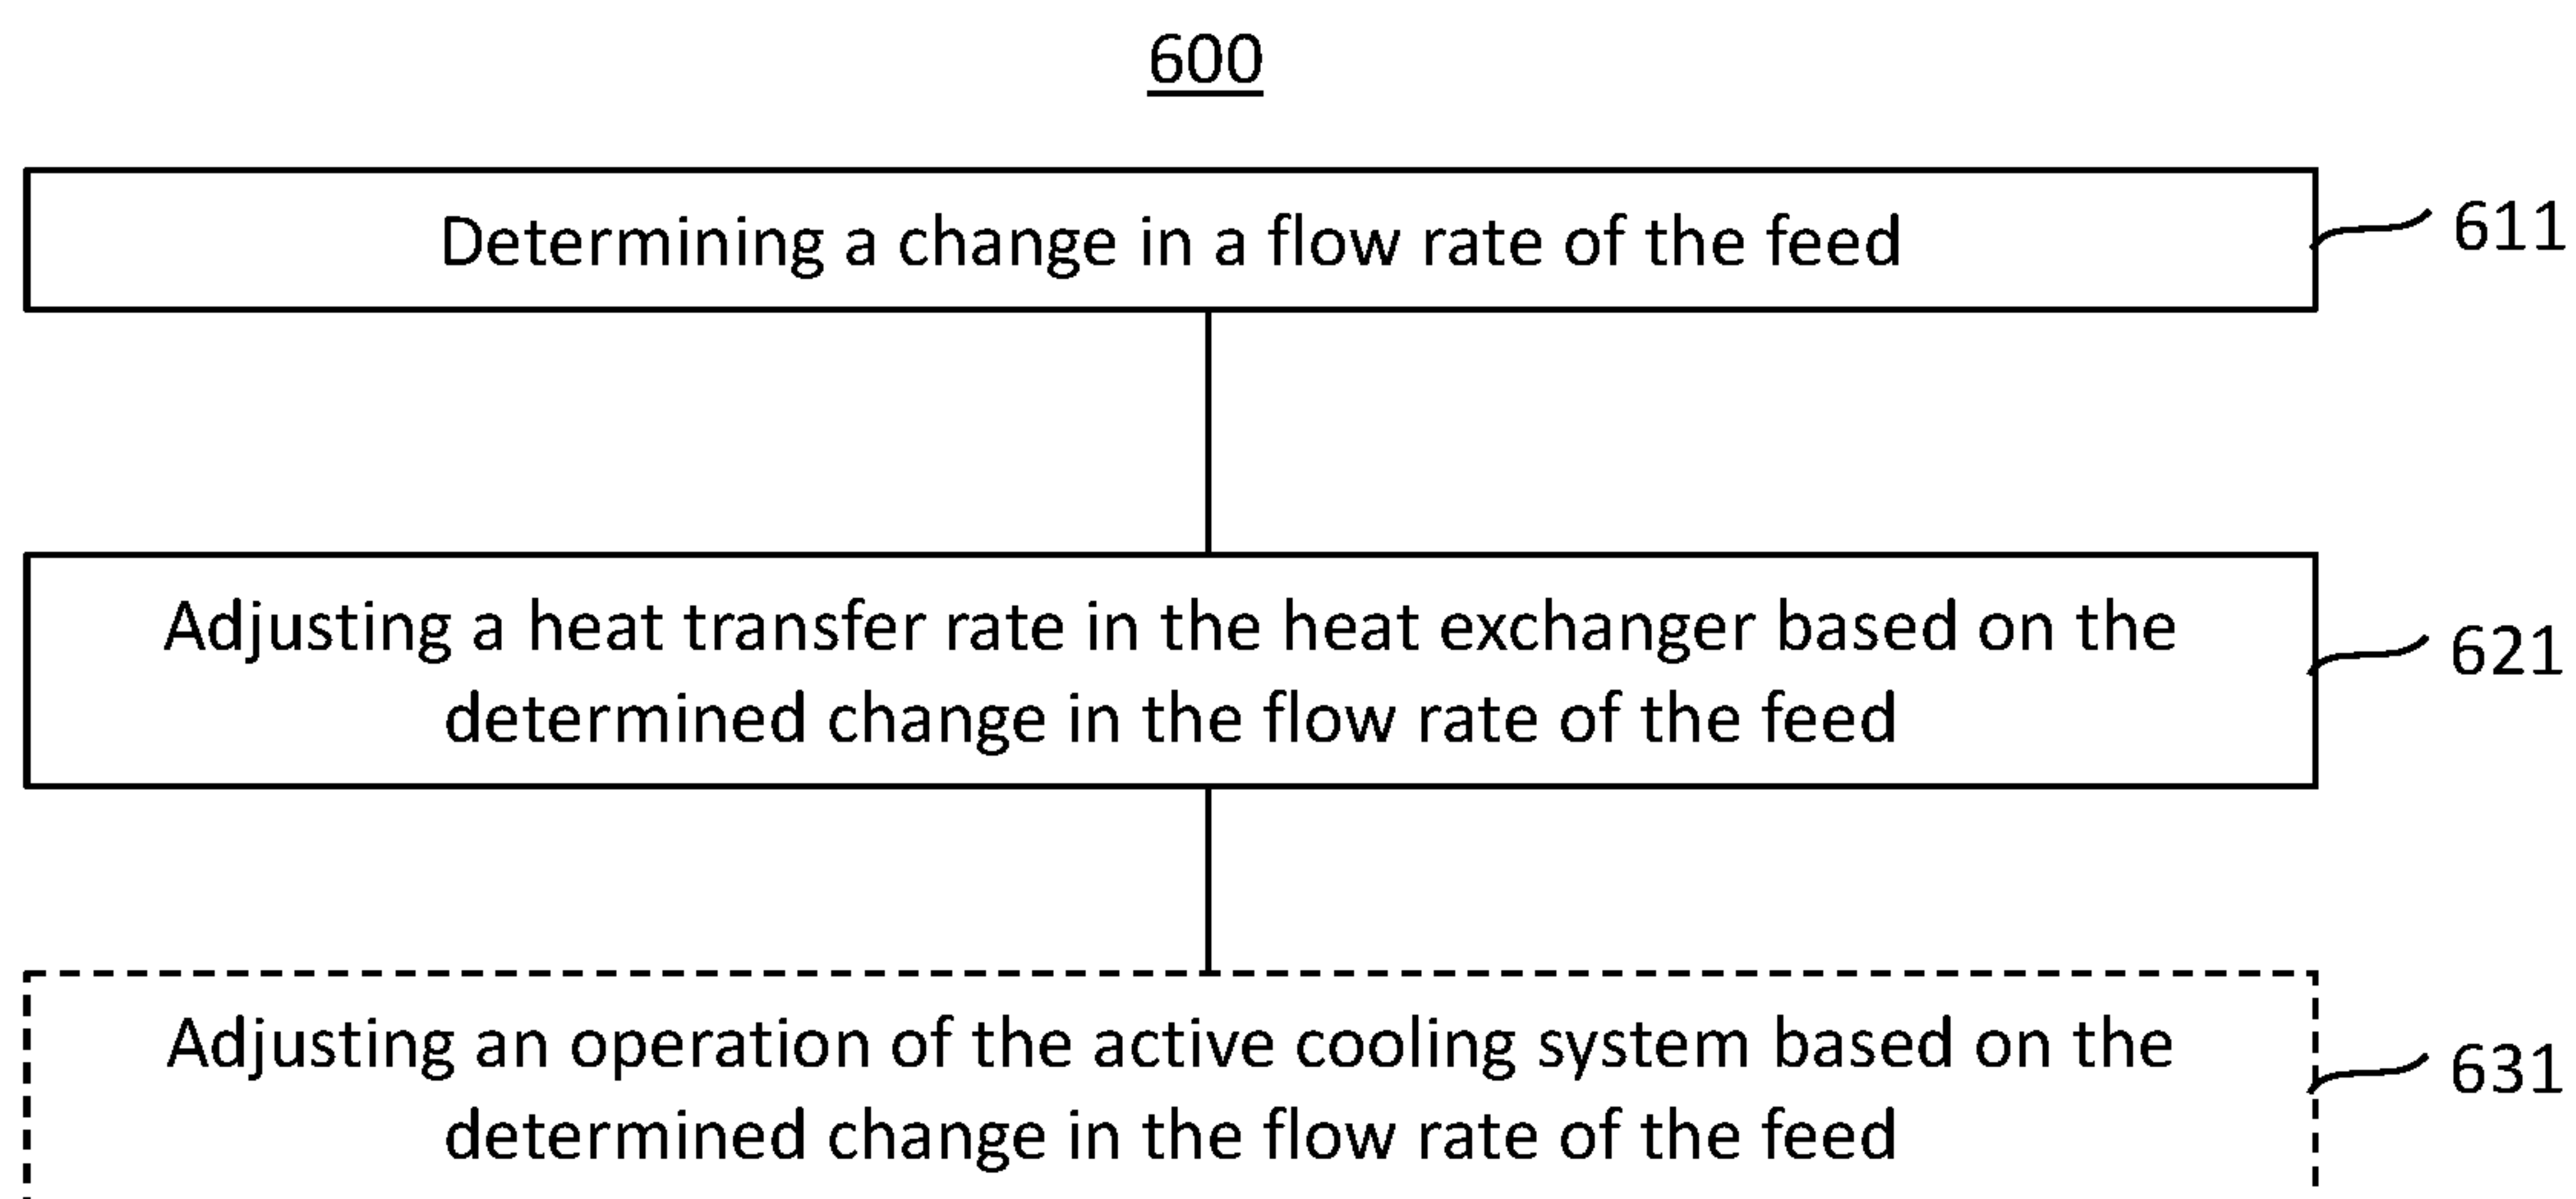 600
Determining a change in a flow rate of the feed
611
Adjusting a heat transfer rate in the heat exchanger based on the
determined change in the flow rate of the feed
621
Adjusting an operation of the active cooling system based on the
determined change in the flow rate of the feed
631